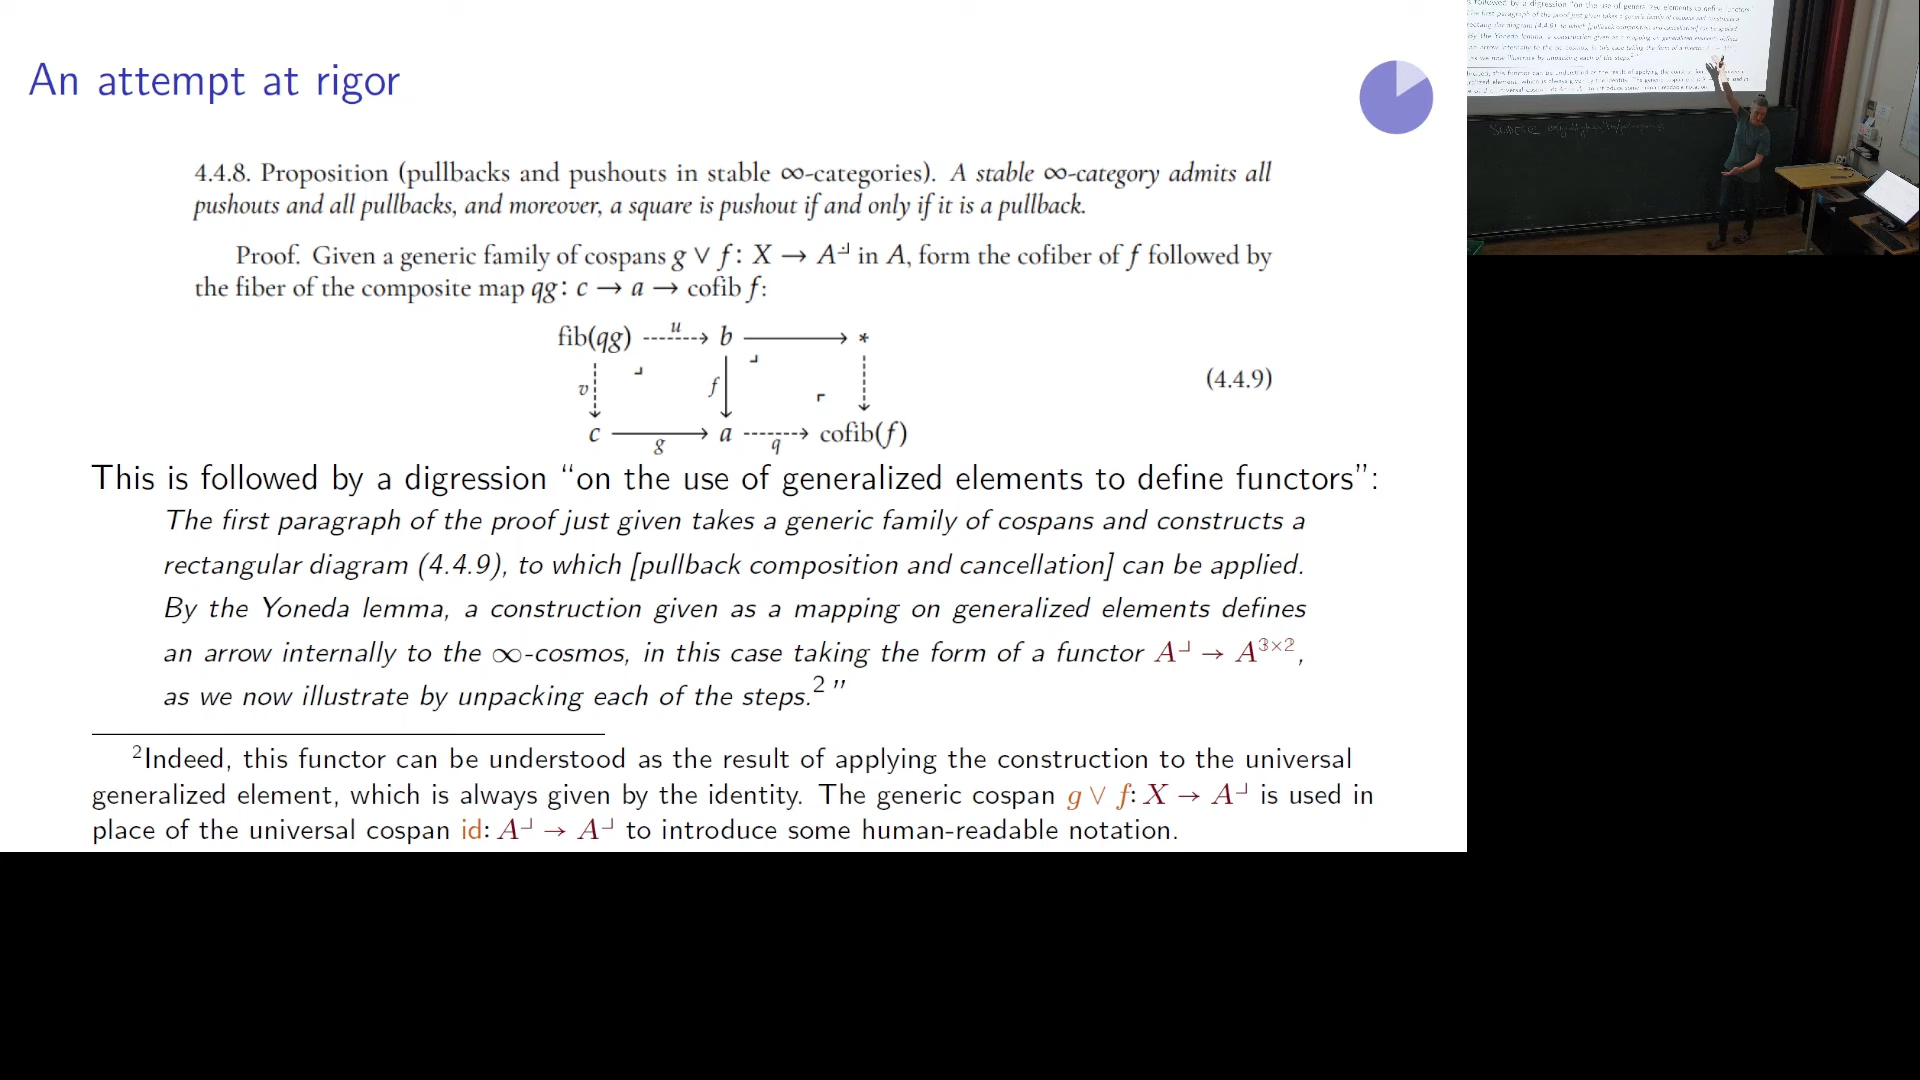 An attempt at rigor
4.4.8. Proposition (pullbacks and pushouts in stable ∞-categories). A stable ∞-category admits all
pushouts and all pullbacks, and moreover, a square is pushout if and only if it is a pullback.
Proof. Given a generic family of cospans g ∨ f: X → A⌟ in A, form the cofiber of f followed by
the fiber of the composite map qg: c → a → cofib f:
fib(qg) u b *
v f
(4.4.9)
c g a q cofib(f)
This is followed by a digression “on the use of generalized elements to define functors”:
The first paragraph of the proof just given takes a generic family of cospans and constructs a
rectangular diagram (4.4.9), to which [pullback composition and cancellation] can be applied.
By the Yoneda lemma, a construction given as a mapping on generalized elements defines
an arrow internally to the ∞-cosmos, in this case taking the form of a functor A⌟ → A³ˣ²,
as we now illustrate by unpacking each of the steps.² ”
²Indeed, this functor can be understood as the result of applying the construction to the universal
generalized element, which is always given by the identity. The generic cospan g ∨ f: X → A⌟ is used in
place of the universal cospan id: A⌟ → A⌟ to introduce some human-readable notation.